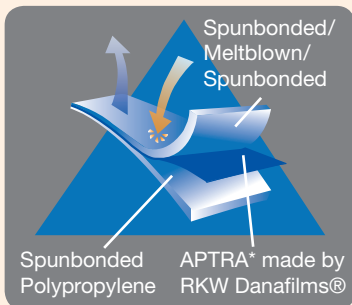 Spunbonded/
Meltblown/
Spunbonded
Spunbonded
Polypropylene
APTRA* made by
RKW Danafilms®